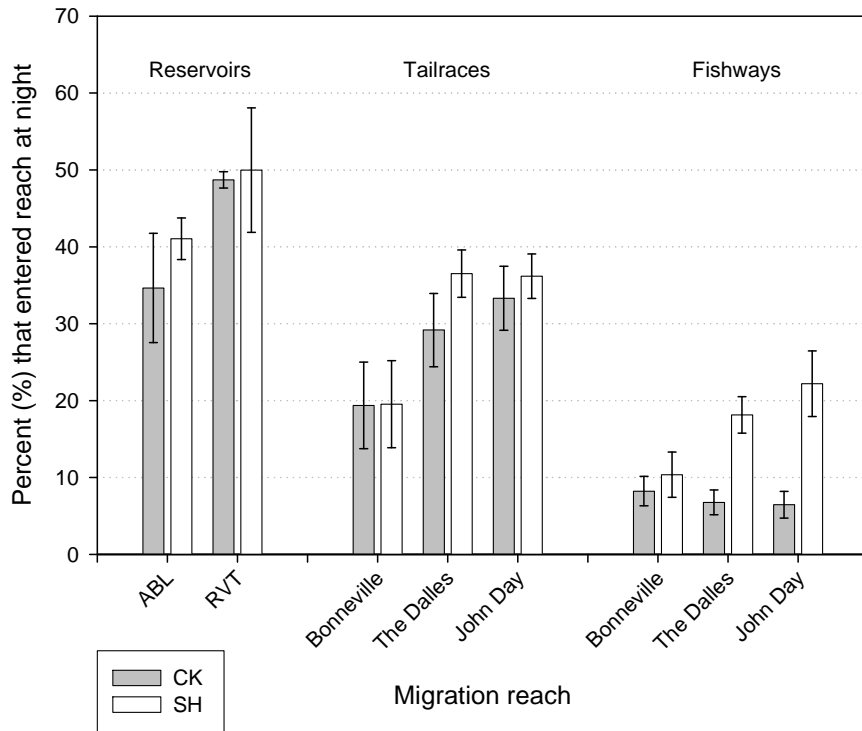 Percent (%) that entered reach at night
70
60
50
40
30
20
10
0
Reservoirs Tailraces Fishways
ABL RVT Bonneville The Dalles John Day Bonneville The Dalles John Day
Migration reach
CK
SH